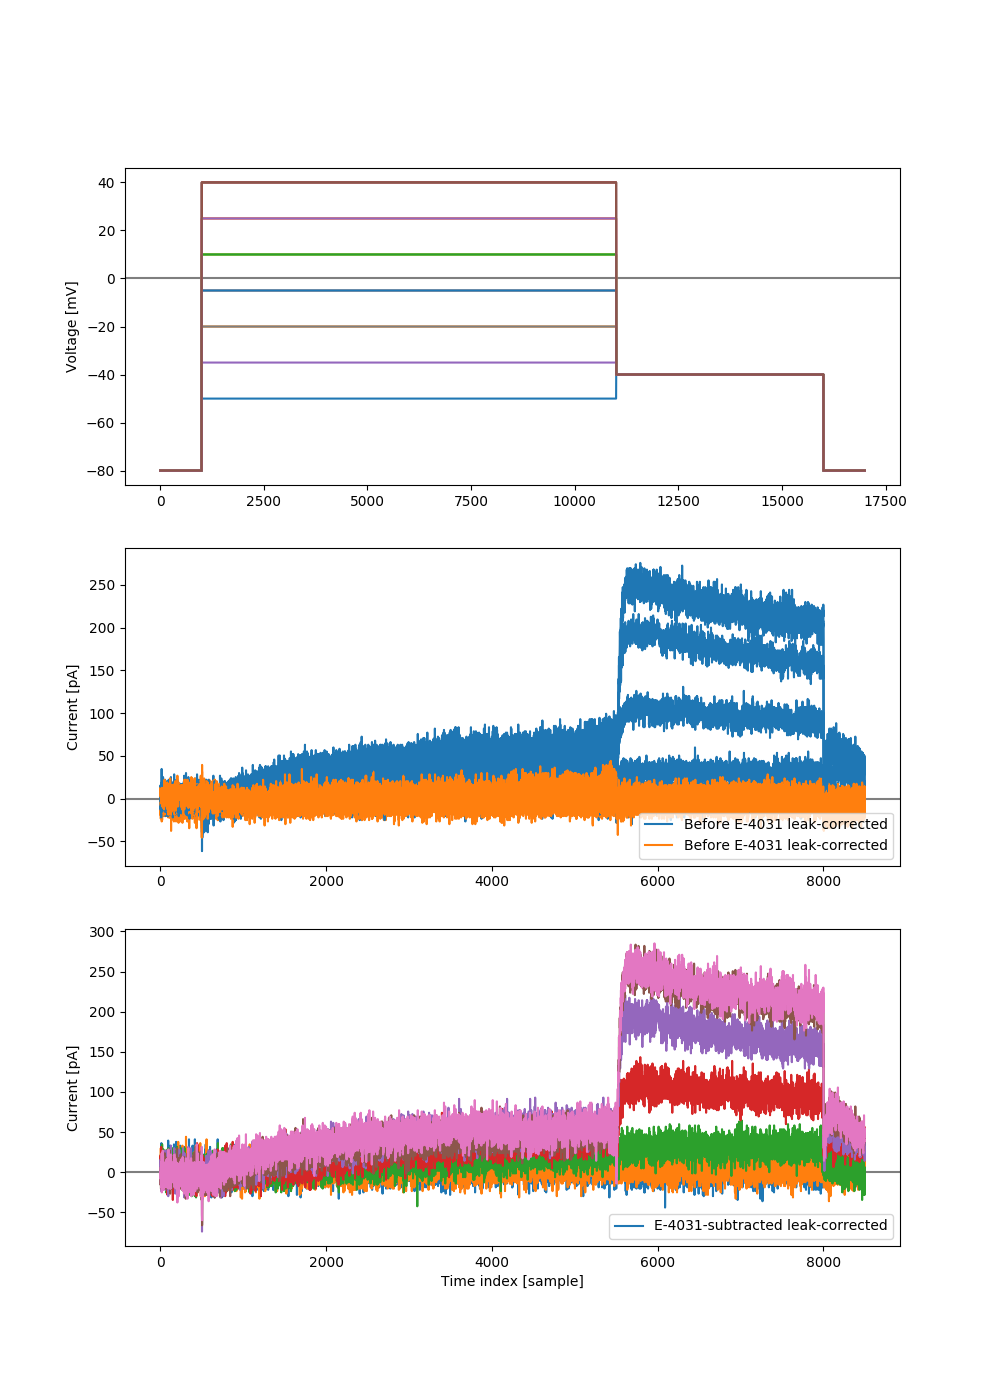 40
20
0
−20
−40
−60
−80
Voltage [mV]
0 2500 5000 7500 10000 12500 15000 17500
250
200
150
100
50
0
−50
Current [pA]
Before E-4031 leak-corrected
Before E-4031 leak-corrected
0 2000 4000 6000 8000
300
250
200
150
100
50
0
−50
Current [pA]
E-4031-subtracted leak-corrected
0 2000 4000 6000 8000
Time index [sample]